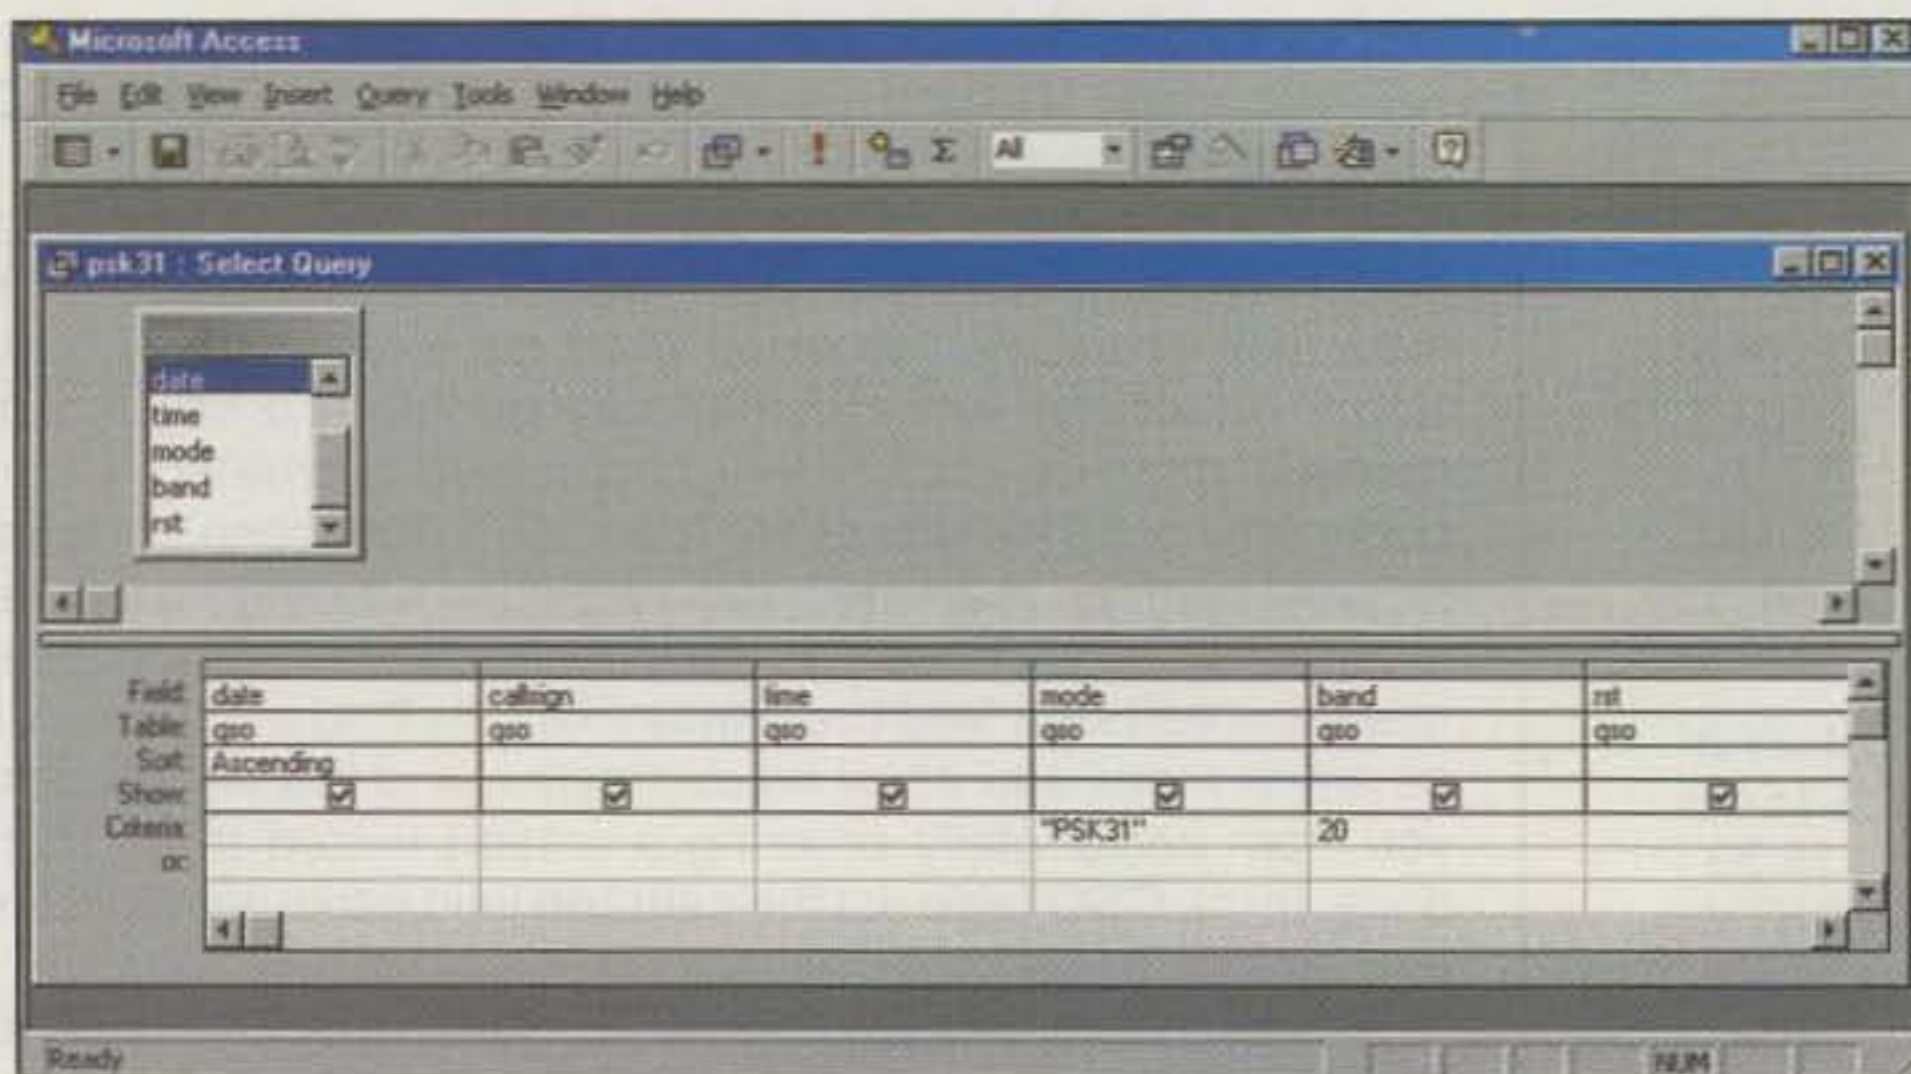 Microsoft Access
File Edit View Insert Query Tools Window Help
All
psk31 : Select Query
date
time
mode
band
rst
Field: date callsign time mode band rst
Table: qso qso qso qso qso qso
Sort: Ascending
Show:
Criteria: "PSK31" 20
or:
Ready NUM